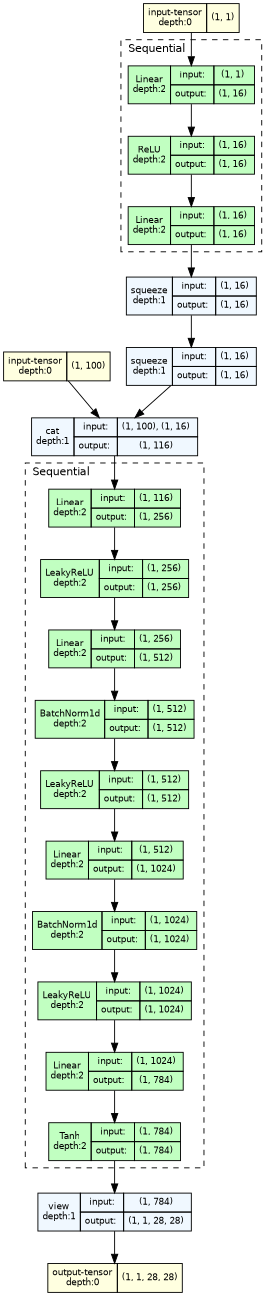 input-tensor
depth:0
(1, 1)
Sequential
Linear
depth:2
input:
(1, 1)
output:
(1, 16)
ReLU
depth:2
input:
(1, 16)
output:
(1, 16)
Linear
depth:2
input:
(1, 16)
output:
(1, 16)
squeeze
depth:1
input:
(1, 16)
output:
(1, 16)
squeeze
depth:1
input:
(1, 16)
output:
(1, 16)
input-tensor
depth:0
(1, 100)
cat
depth:1
input:
(1, 100), (1, 16)
output:
(1, 116)
Sequential
Linear
depth:2
input:
(1, 116)
output:
(1, 256)
LeakyReLU
depth:2
input:
(1, 256)
output:
(1, 256)
Linear
depth:2
input:
(1, 256)
output:
(1, 512)
BatchNorm1d
depth:2
input:
(1, 512)
output:
(1, 512)
LeakyReLU
depth:2
input:
(1, 512)
output:
(1, 512)
Linear
depth:2
input:
(1, 512)
output:
(1, 1024)
BatchNorm1d
depth:2
input:
(1, 1024)
output:
(1, 1024)
LeakyReLU
depth:2
input:
(1, 1024)
output:
(1, 1024)
Linear
depth:2
input:
(1, 1024)
output:
(1, 784)
Tanh
depth:2
input:
(1, 784)
output:
(1, 784)
view
depth:1
input:
(1, 784)
output:
(1, 1, 28, 28)
output-tensor
depth:0
(1, 1, 28, 28)